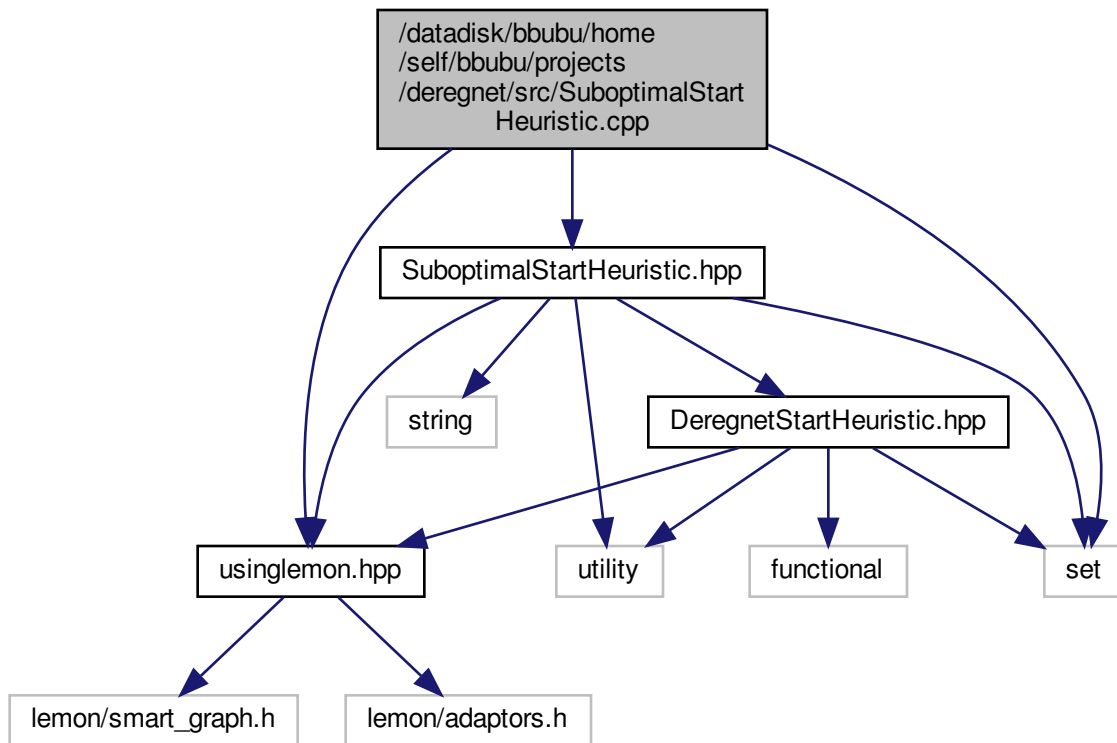 /datadisk/bbubu/home
/self/bbubu/projects
/deregnet/src/SuboptimalStart
Heuristic.cpp
SuboptimalStartHeuristic.hpp
string
DeregnetStartHeuristic.hpp
usinglemon.hpp
utility
functional
set
lemon/smart_graph.h
lemon/adaptors.h